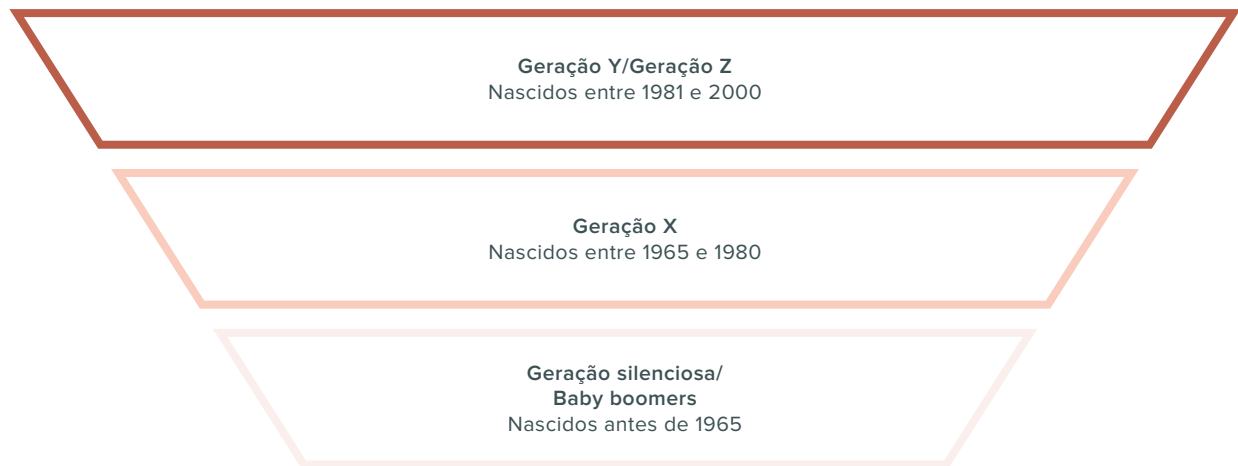 Geração Y/Geração Z
Nascidos entre 1981 e 2000
Geração X
Nascidos entre 1965 e 1980
Geração silenciosa/
Baby boomers
Nascidos antes de 1965